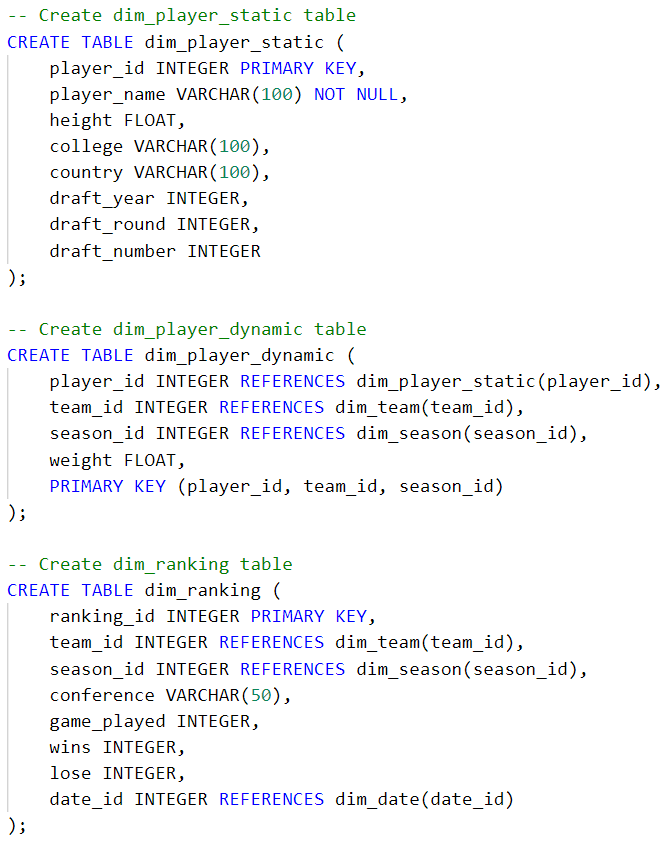 -- Create dim_player_static table
CREATE TABLE dim_player_static (
    player_id INTEGER PRIMARY KEY,
    player_name VARCHAR(100) NOT NULL,
    height FLOAT,
    college VARCHAR(100),
    country VARCHAR(100),
    draft_year INTEGER,
    draft_round INTEGER,
    draft_number INTEGER
);

-- Create dim_player_dynamic table
CREATE TABLE dim_player_dynamic (
    player_id INTEGER REFERENCES dim_player_static(player_id),
    team_id INTEGER REFERENCES dim_team(team_id),
    season_id INTEGER REFERENCES dim_season(season_id),
    weight FLOAT,
    PRIMARY KEY (player_id, team_id, season_id)
);

-- Create dim_ranking table
CREATE TABLE dim_ranking (
    ranking_id INTEGER PRIMARY KEY,
    team_id INTEGER REFERENCES dim_team(team_id),
    season_id INTEGER REFERENCES dim_season(season_id),
    conference VARCHAR(50),
    game_played INTEGER,
    wins INTEGER,
    lose INTEGER,
    date_id INTEGER REFERENCES dim_date(date_id)
);